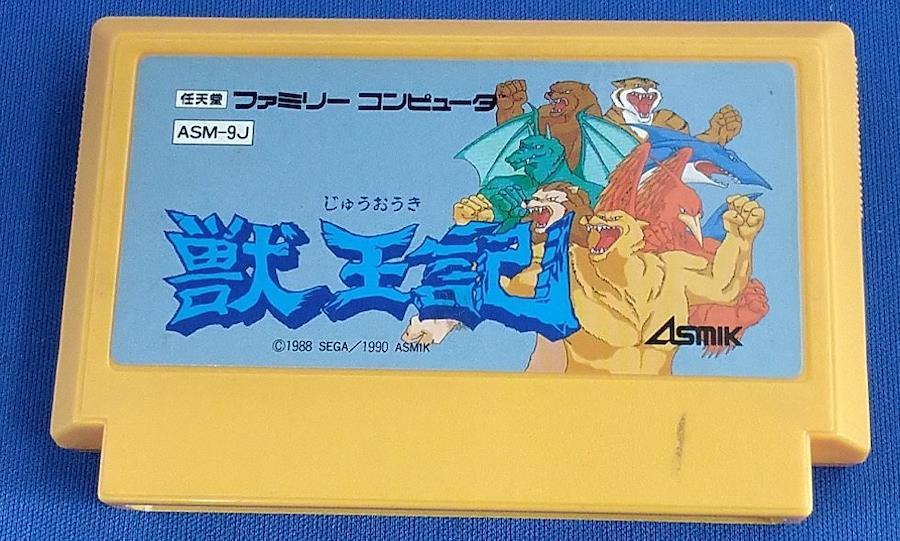 任天堂 ファミリー コンピュータ
ASM-9J
じゅうおうき
獣王記
©1988 SEGA/1990 ASMIK
ASMIK